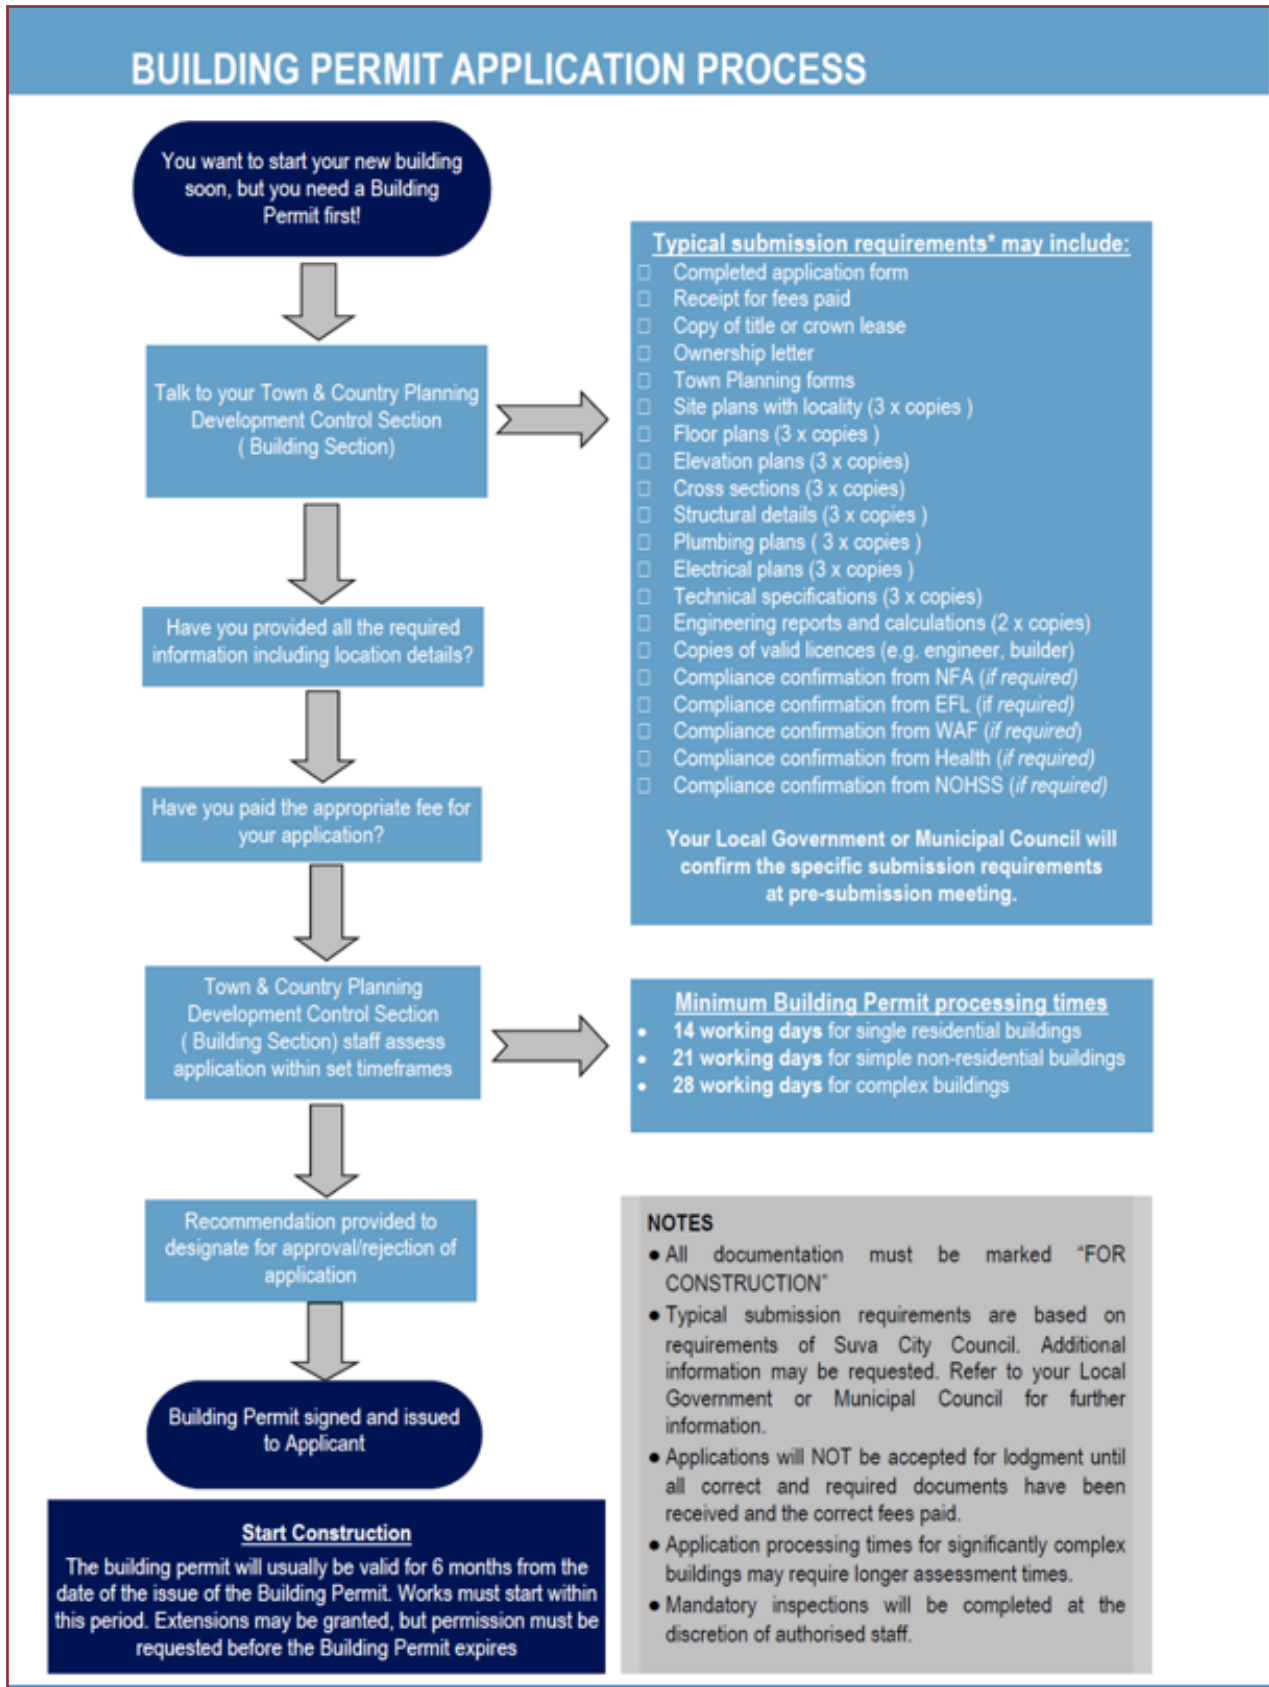 BUILDING PERMIT APPLICATION PROCESS
You want to start your new building
soon, but you need a Building
Permit first!
Talk to your Town & Country Planning
Development Control Section
( Building Section)
Typical submission requirements* may include:
Completed application form
Receipt for fees paid
Copy of title or crown lease
Ownership letter
Town Planning forms
Site plans with locality (3 x copies )
Floor plans (3 x copies )
Elevation plans (3 x copies)
Cross sections (3 x copies)
Structural details (3 x copies )
Plumbing plans ( 3 x copies )
Electrical plans (3 x copies )
Technical specifications (3 x copies)
Engineering reports and calculations (2 x copies)
Copies of valid licences (e.g. engineer, builder)
Compliance confirmation from NFA (if required)
Compliance confirmation from EFL (if required)
Compliance confirmation from WAF (if required)
Compliance confirmation from Health (if required)
Compliance confirmation from NOHSS (if required)
Your Local Government or Municipal Council will
confirm the specific submission requirements
at pre-submission meeting.
Have you provided all the required
information including location details?
Have you paid the appropriate fee for
your application?
Town & Country Planning
Development Control Section
( Building Section) staff assess
application within set timeframes
Minimum Building Permit processing times
• 14 working days for single residential buildings
• 21 working days for simple non-residential buildings
• 28 working days for complex buildings
Recommendation provided to
designate for approval/rejection of
application
Building Permit signed and issued
to Applicant
Start Construction
The building permit will usually be valid for 6 months from the
date of the issue of the Building Permit. Works must start within
this period. Extensions may be granted, but permission must be
requested before the Building Permit expires
NOTES
• All documentation must be marked “FOR
CONSTRUCTION”
• Typical submission requirements are based on
requirements of Suva City Council. Additional
information may be requested. Refer to your Local
Government or Municipal Council for further
information.
• Applications will NOT be accepted for lodgment until
all correct and required documents have been
received and the correct fees paid.
• Application processing times for significantly complex
buildings may require longer assessment times.
• Mandatory inspections will be completed at the
discretion of authorised staff.